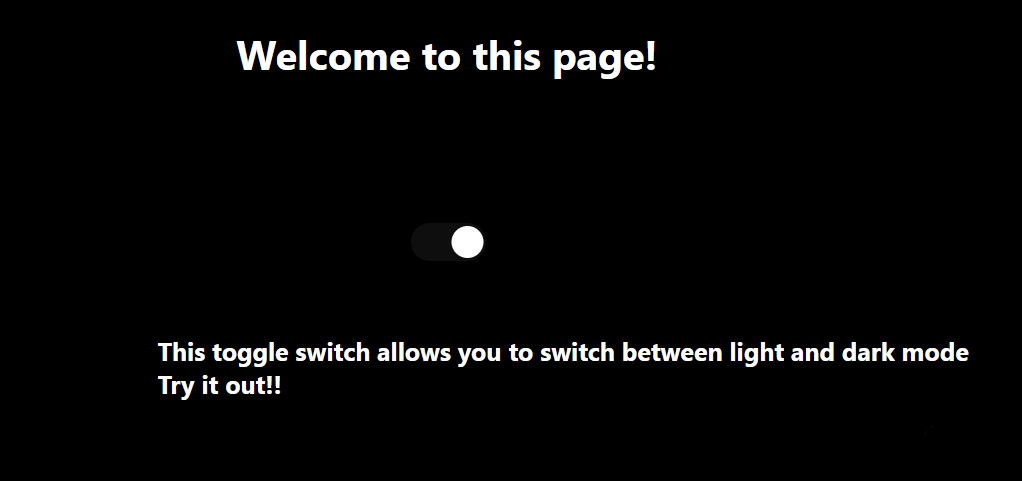 Welcome to this page!
This toggle switch allows you to switch between light and dark mode
Try it out!!